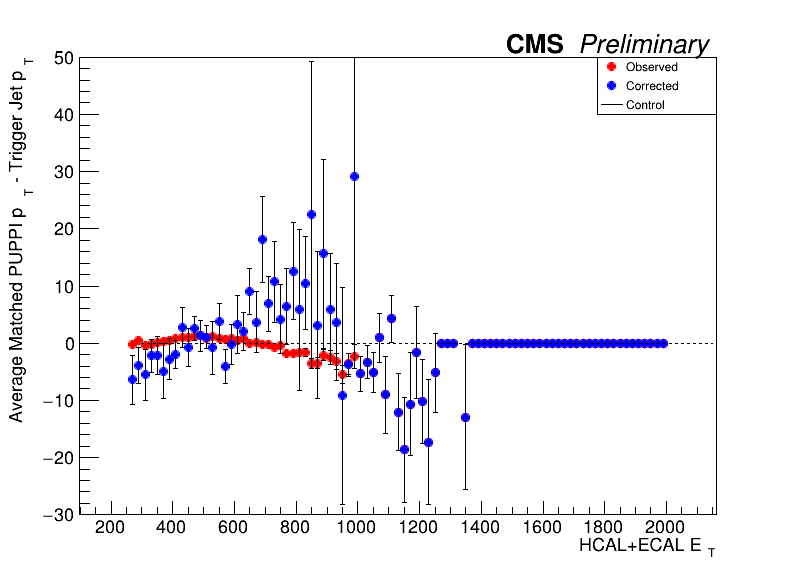 CMS Preliminary
Average Matched PUPPI p T - Trigger Jet p T
50
40
30
20
10
0
−10
−20
−30
Observed
Corrected
Control
200 400 600 800 1000 1200 1400 1600 1800 2000
HCAL+ECAL E T